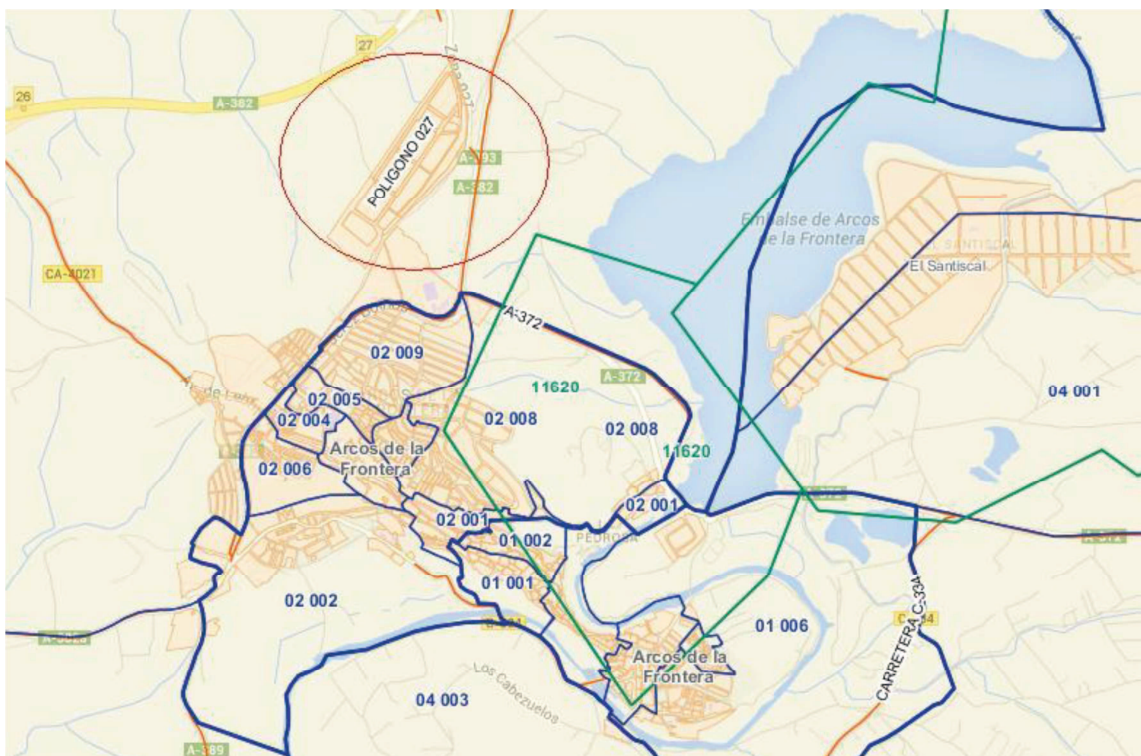 27
26
A-382
Zona 027
POLIGONO 027
A-393
A-382
Embalse de Arcos
de la Frontera
EL SANTISCAL
El Santiscal
CA-4021
A-372
02 009
A-372
11620
04 001
02 005
02 004
02 008
02 008
Arcos de la
Frontera
11620
02 006
02 001
02 001
01 002
PEDROSA
01 001
02 002
01 006
CARRETERA C-33A
Arcos de la
Frontera
Los Cabezuelos
04 003
A-389